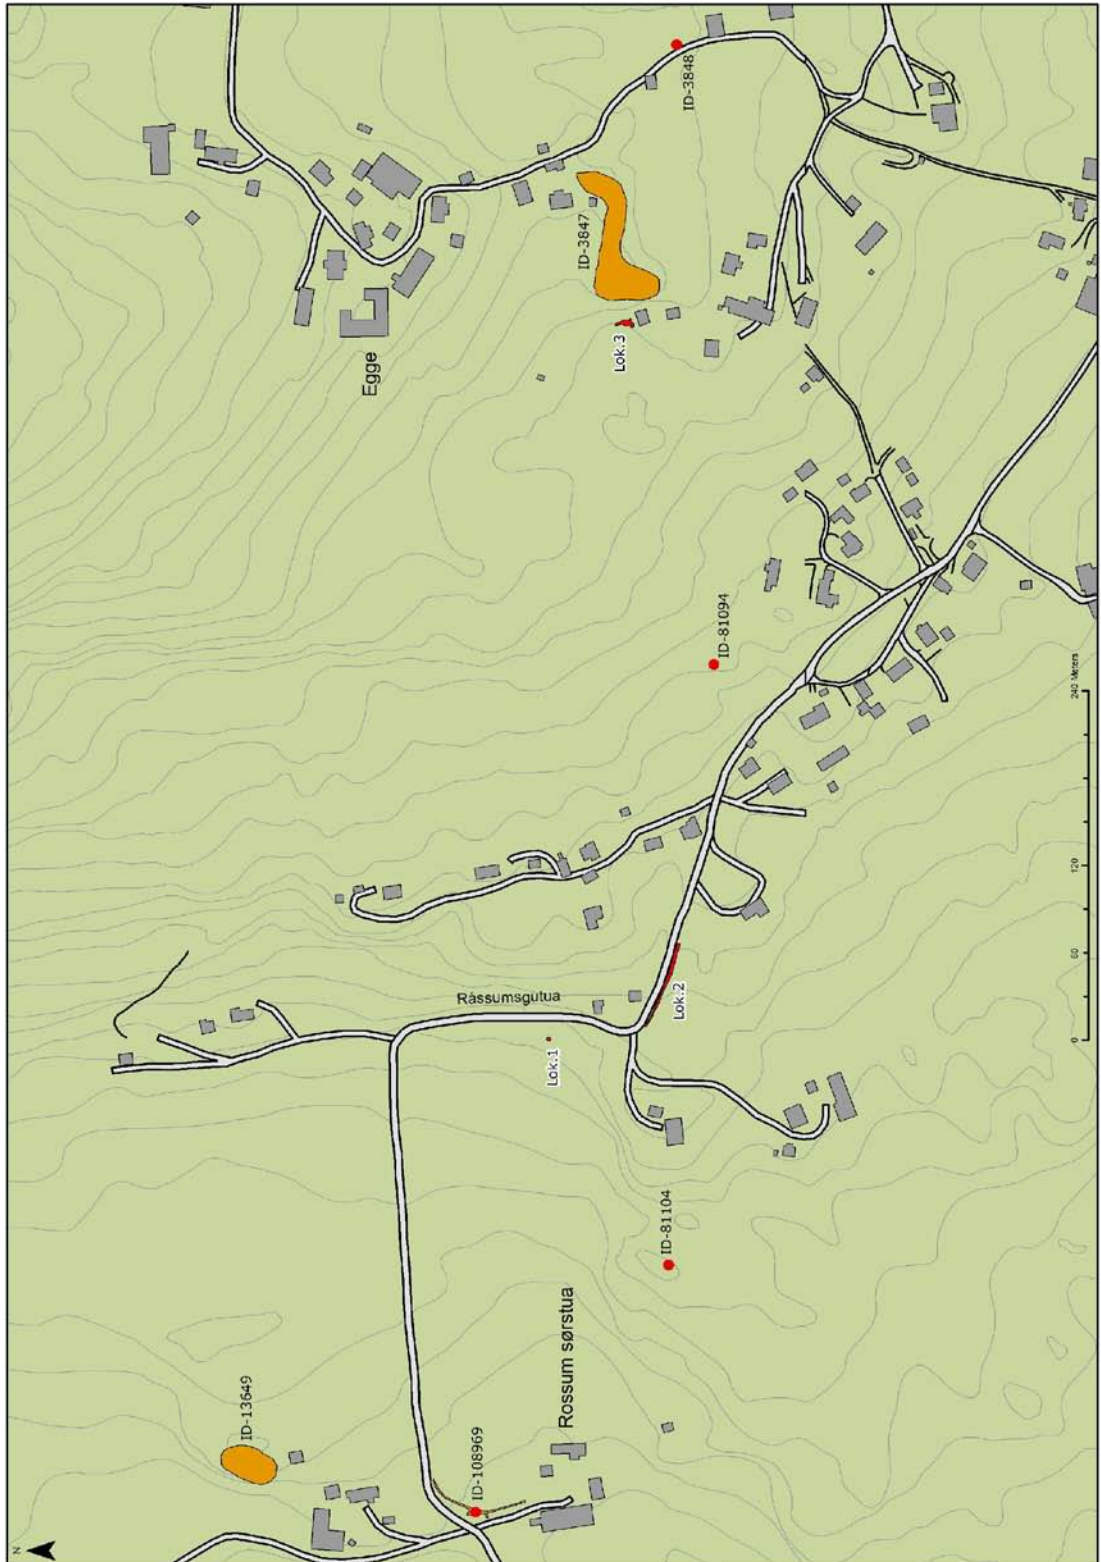 N
ID-13649
ID-108969
Rossum sørstua
ID-81104
Råssumsgutua
Lok.1
Lok.2
0
60
120
240 Meters
ID-81094
Egge
Lok.3
ID-3847
ID-3848